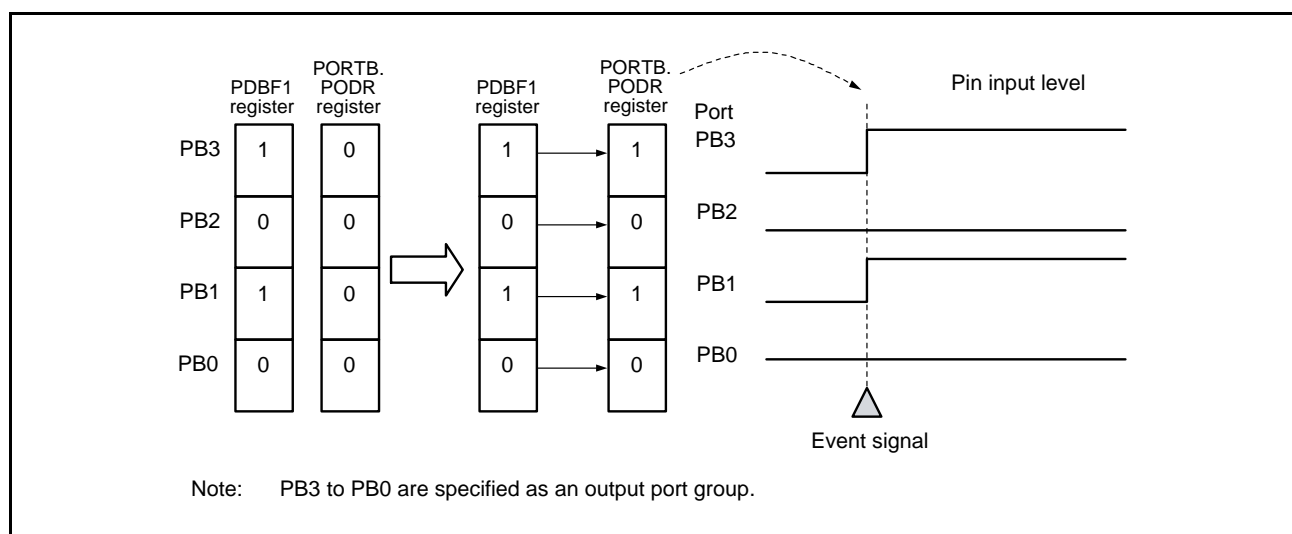 PDBF1
register
PORTB.
PODR
register
PDBF1
register
PORTB.
PODR
register
Pin input level
Port
PB3 1 0 1 1 PB3
PB2 0 0 0 0 PB2
PB1 1 0 1 1 PB1
PB0 0 0 0 0 PB0
Event signal
Note: PB3 to PB0 are specified as an output port group.